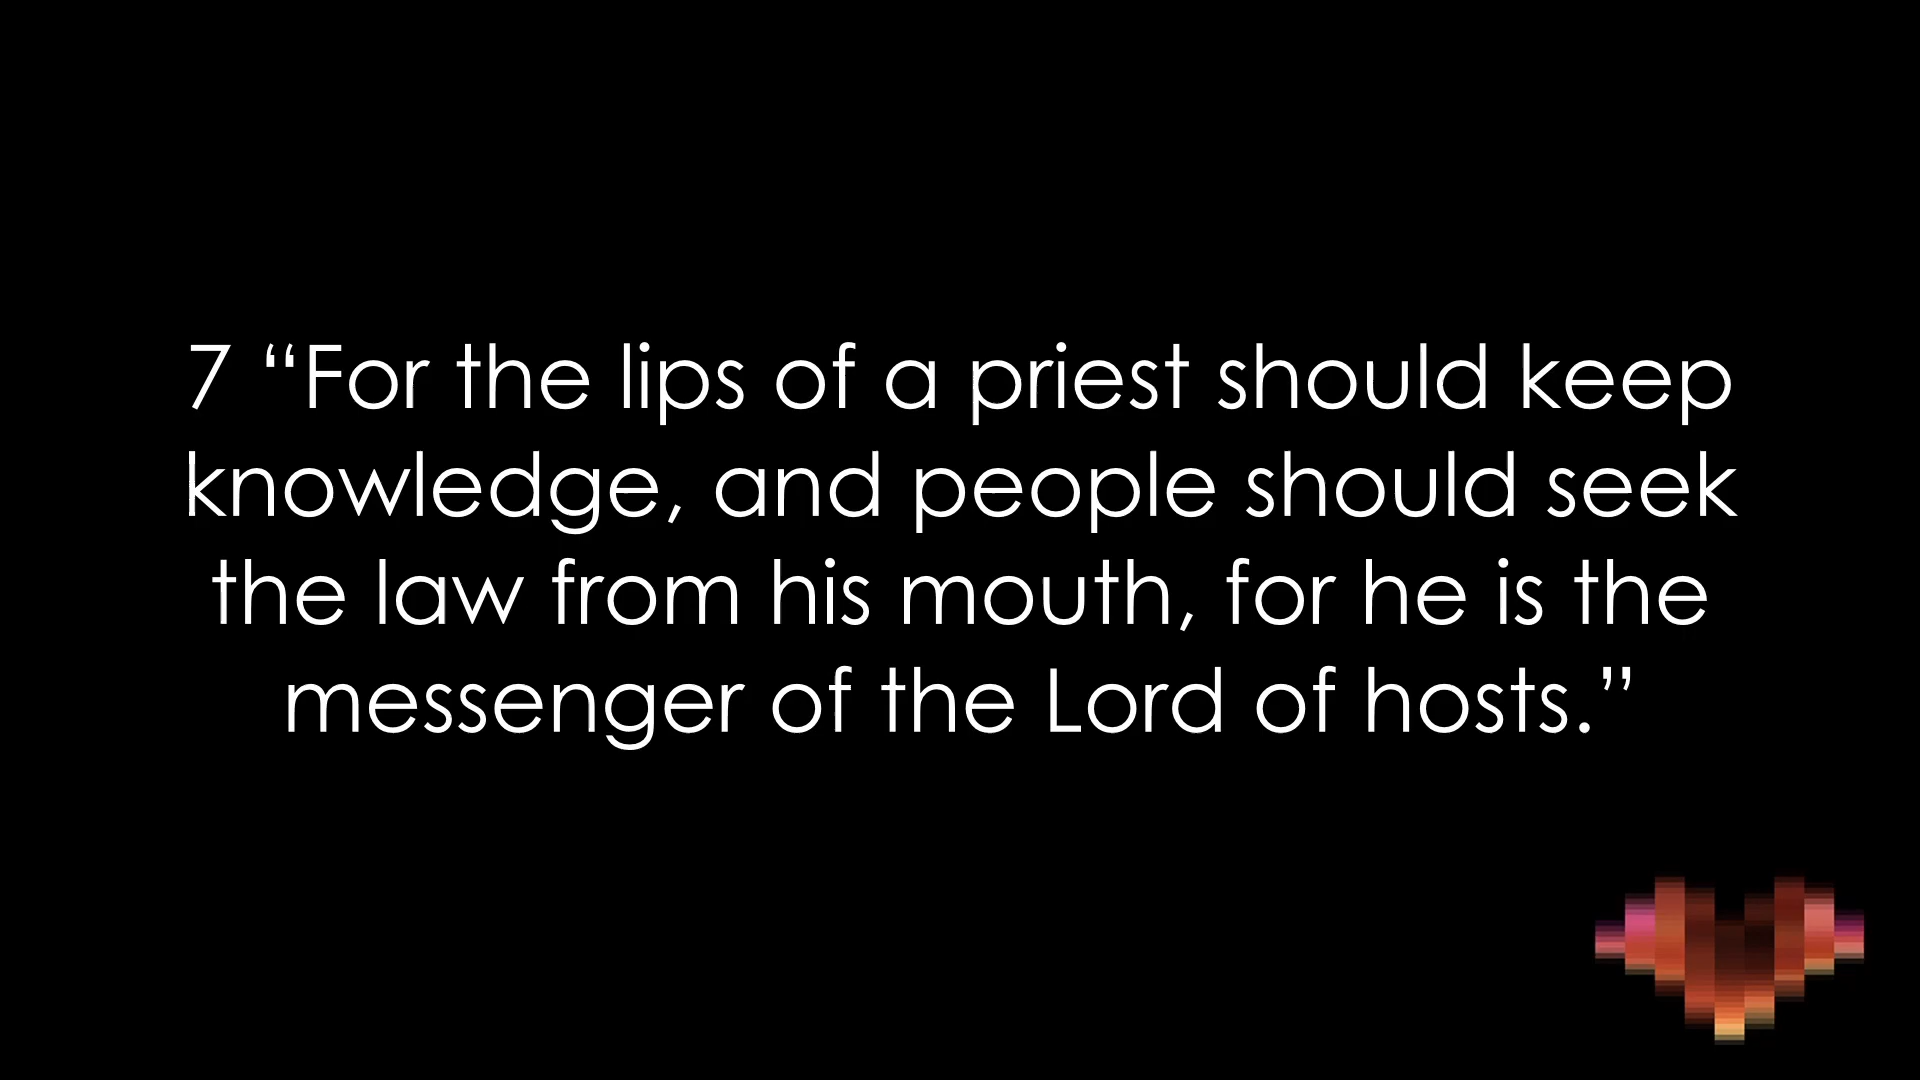 7 “For the lips of a priest should keep
knowledge, and people should seek
the law from his mouth, for he is the
messenger of the Lord of hosts.”